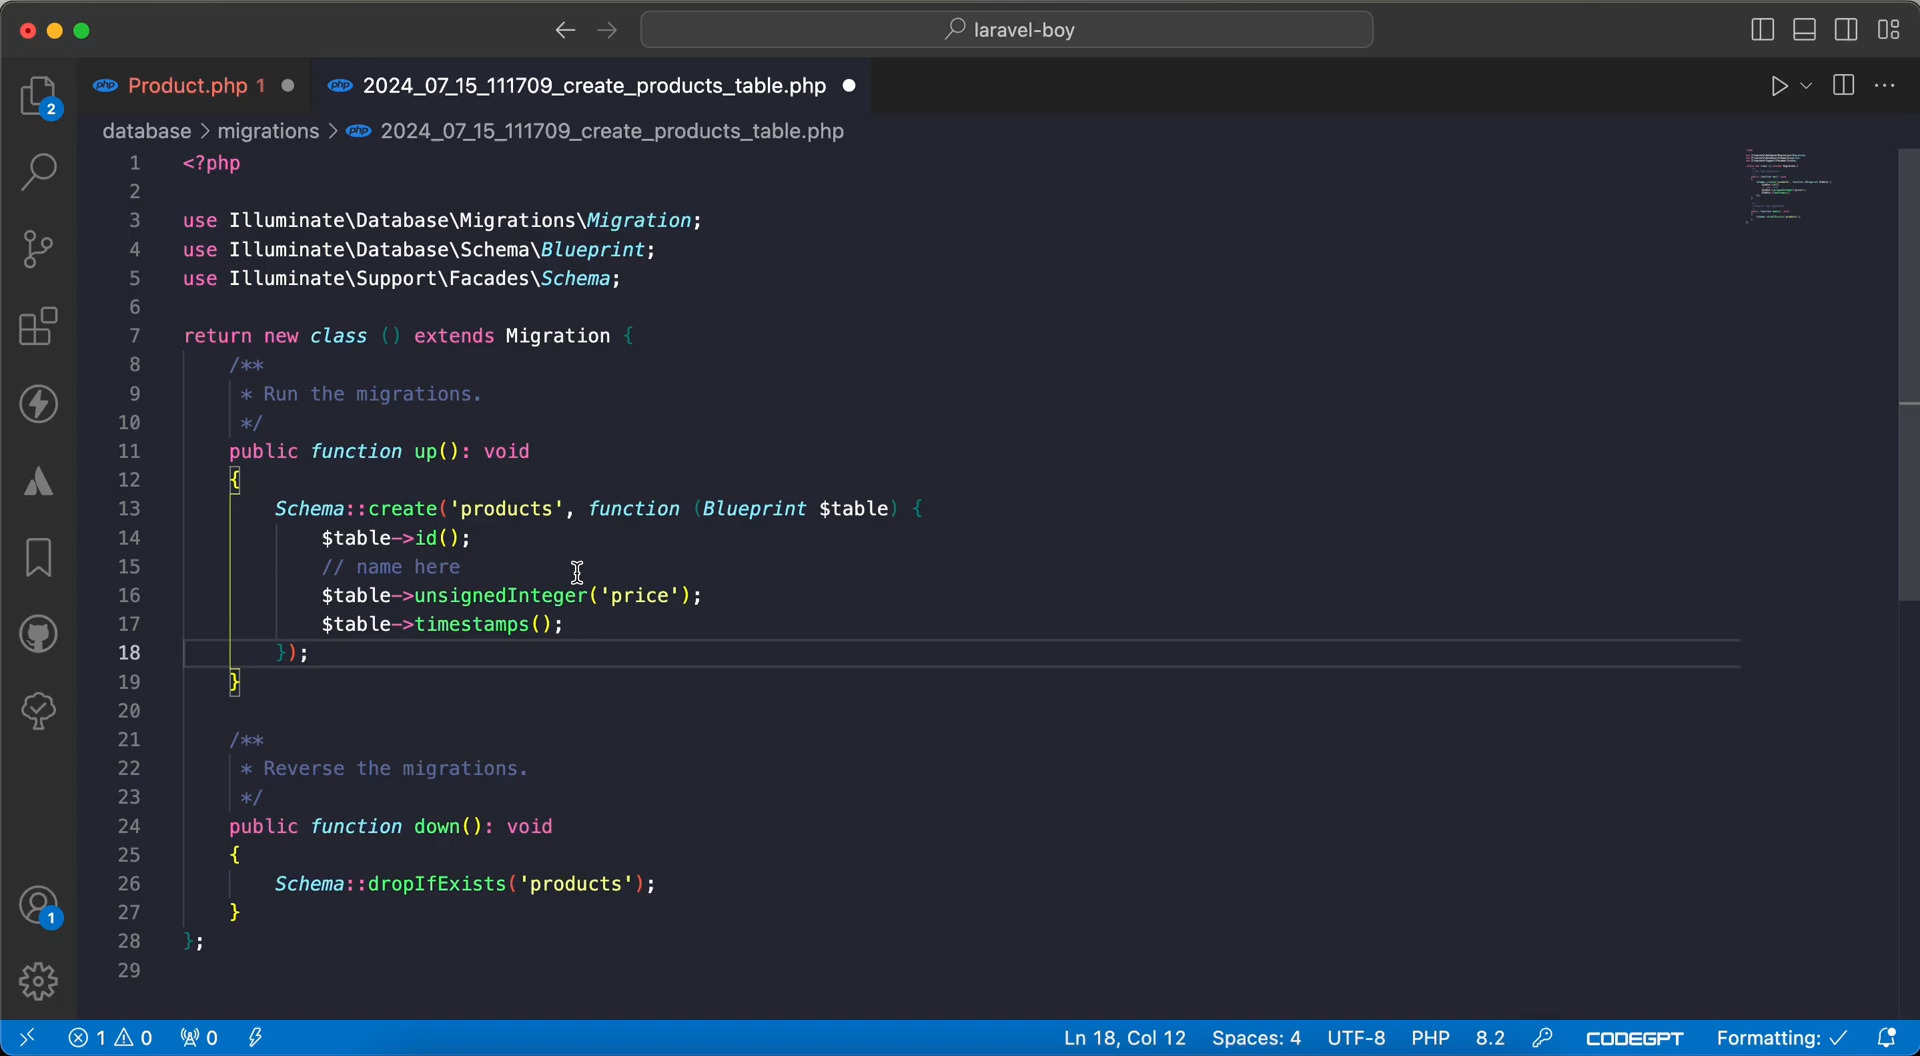 laravel-boy
Product.php 1
2024_07_15_111709_create_products_table.php
database > migrations > 2024_07_15_111709_create_products_table.php
1 <?php
2
3 use Illuminate\Database\Migrations\Migration;
4 use Illuminate\Database\Schema\Blueprint;
5 use Illuminate\Support\Facades\Schema;
6
7 return new class () extends Migration {
8 /**
9 * Run the migrations.
10 */
11 public function up(): void
12 {
13 Schema::create('products', function (Blueprint $table) {
14 $table->id();
15 // name here
16 $table->unsignedInteger('price');
17 $table->timestamps();
18 });
19 }
20
21 /**
22 * Reverse the migrations.
23 */
24 public function down(): void
25 {
26 Schema::dropIfExists('products');
27 }
28 };
29
2
1
1 0 0 Ln 18, Col 12 Spaces: 4 UTF-8 PHP 8.2 CODEGPT Formatting: ✓